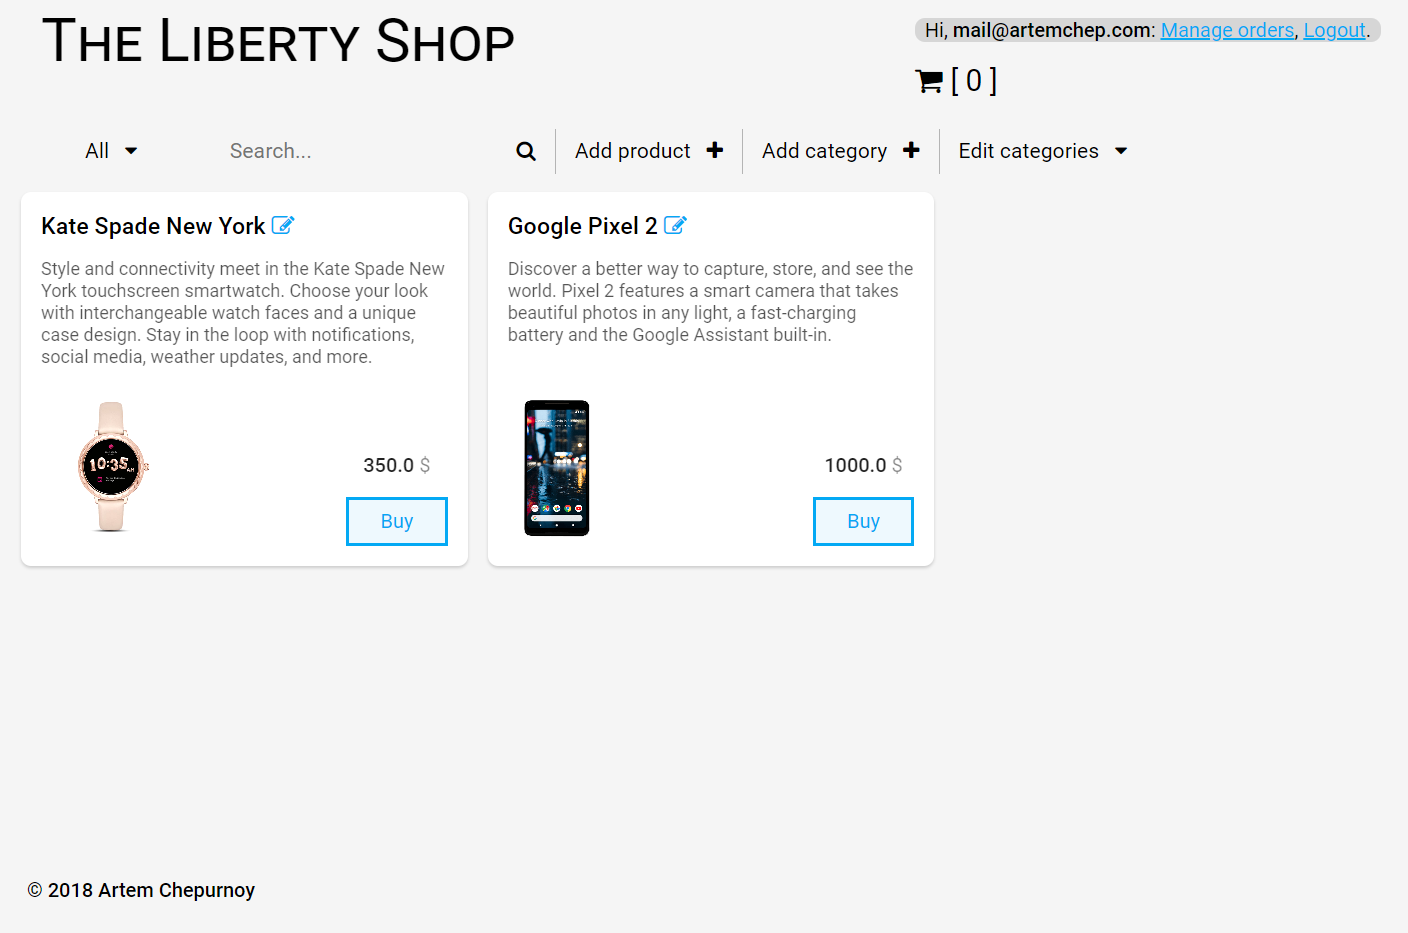 The Liberty Shop
Hi, mail@artemchep.com: Manage orders, Logout.
[ 0 ]
All Search... Add product Add category Edit categories
Kate Spade New York
Style and connectivity meet in the Kate Spade New
York touchscreen smartwatch. Choose your look
with interchangeable watch faces and a unique
case design. Stay in the loop with notifications,
social media, weather updates, and more.
10:35
AM
350.0 $
Buy
Google Pixel 2
Discover a better way to capture, store, and see the
world. Pixel 2 features a smart camera that takes
beautiful photos in any light, a fast-charging
battery and the Google Assistant built-in.
1000.0 $
Buy
© 2018 Artem Chepurnoy